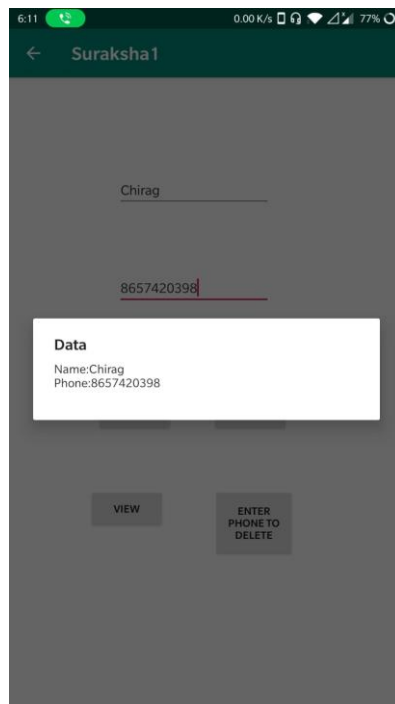 6:11 0.00 K/s 77%
Suraksha1
Chirag
8657420398
Data
Name:Chirag
Phone:8657420398
VIEW
ENTER
PHONE TO
DELETE